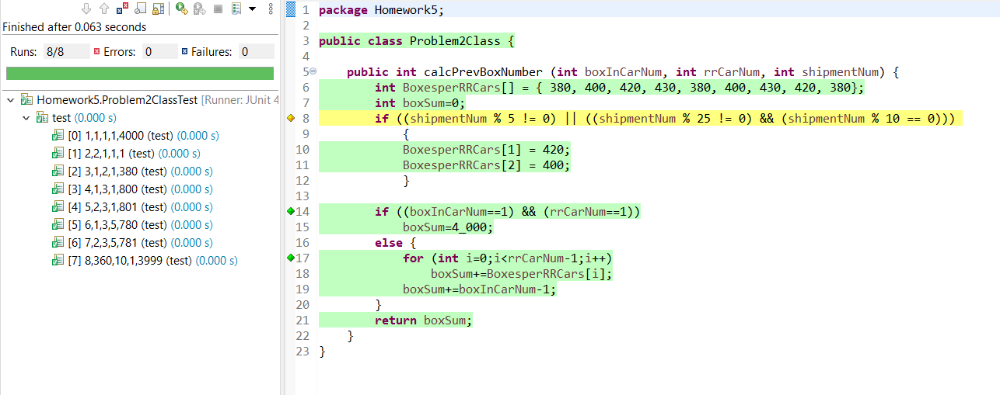 Finished after 0.063 seconds
Runs: 8/8 Errors: 0 Failures: 0
Homework5.Problem2ClassTest [Runner: JUnit 4
test (0.000 s)
[0] 1,1,1,1,4000 (test) (0.000 s)
[1] 2,2,1,1,1 (test) (0.000 s)
[2] 3,1,2,1,380 (test) (0.000 s)
[3] 4,1,3,1,800 (test) (0.000 s)
[4] 5,2,3,1,801 (test) (0.000 s)
[5] 6,1,3,5,780 (test) (0.000 s)
[6] 7,2,3,5,781 (test) (0.000 s)
[7] 8,360,10,1,3999 (test) (0.000 s)
1 package Homework5;
2
3 public class Problem2Class {
4
5 public int calcPrevBoxNumber (int boxInCarNum, int rrCarNum, int shipmentNum) {
6 int BoxesperRRCars[] = { 380, 400, 420, 430, 380, 400, 430, 420, 380};
7 int boxSum=0;
8 if ((shipmentNum % 5 != 0) || ((shipmentNum % 25 != 0) && (shipmentNum % 10 == 0)))
9 {
10 BoxesperRRCars[1] = 420;
11 BoxesperRRCars[2] = 400;
12 }
13
14 if ((boxInCarNum==1) && (rrCarNum==1))
15 boxSum=4_000;
16 else {
17 for (int i=0;i<rrCarNum-1;i++)
18 boxSum+=BoxesperRRCars[i];
19 boxSum+=boxInCarNum-1;
20 }
21 return boxSum;
22 }
23 }